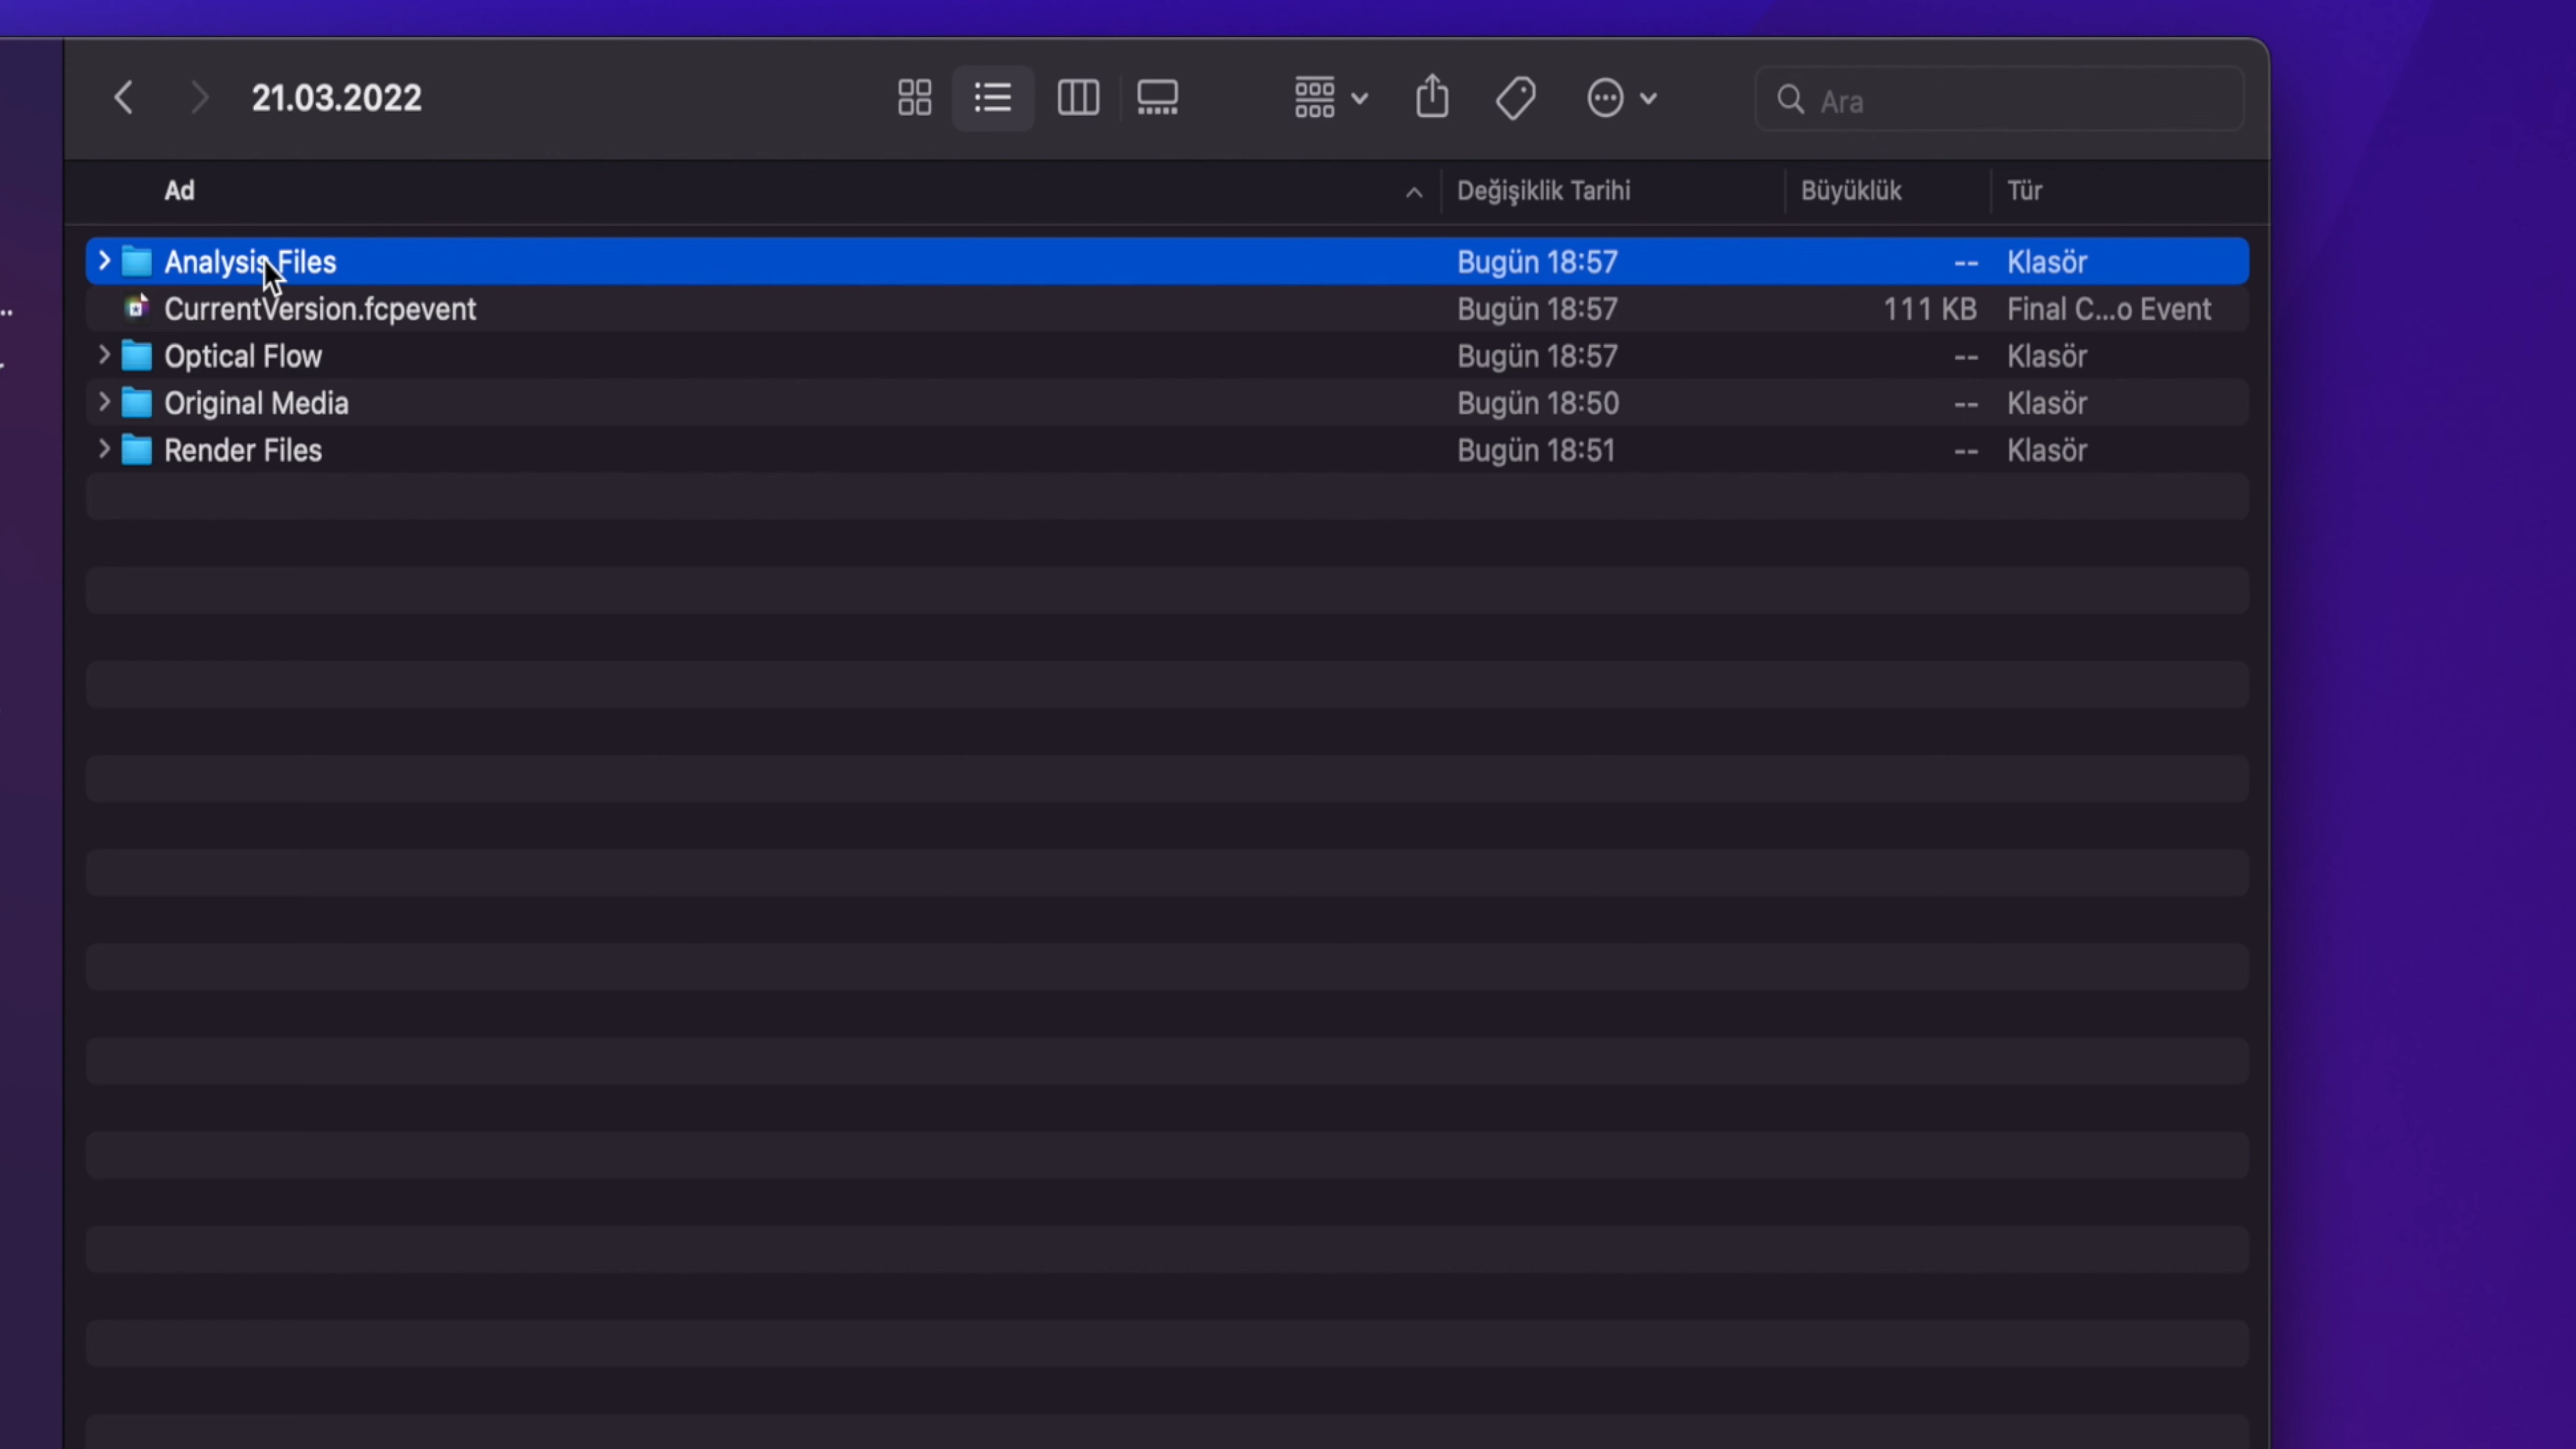 21.03.2022 Ara
Ad Değişiklik Tarihi Büyüklük Tür
Analysis Files Bugün 18:57 -- Klasör
CurrentVersion.fcpevent Bugün 18:57 111 KB Final C...o Event
Optical Flow Bugün 18:57 -- Klasör
Original Media Bugün 18:50 -- Klasör
Render Files Bugün 18:51 -- Klasör